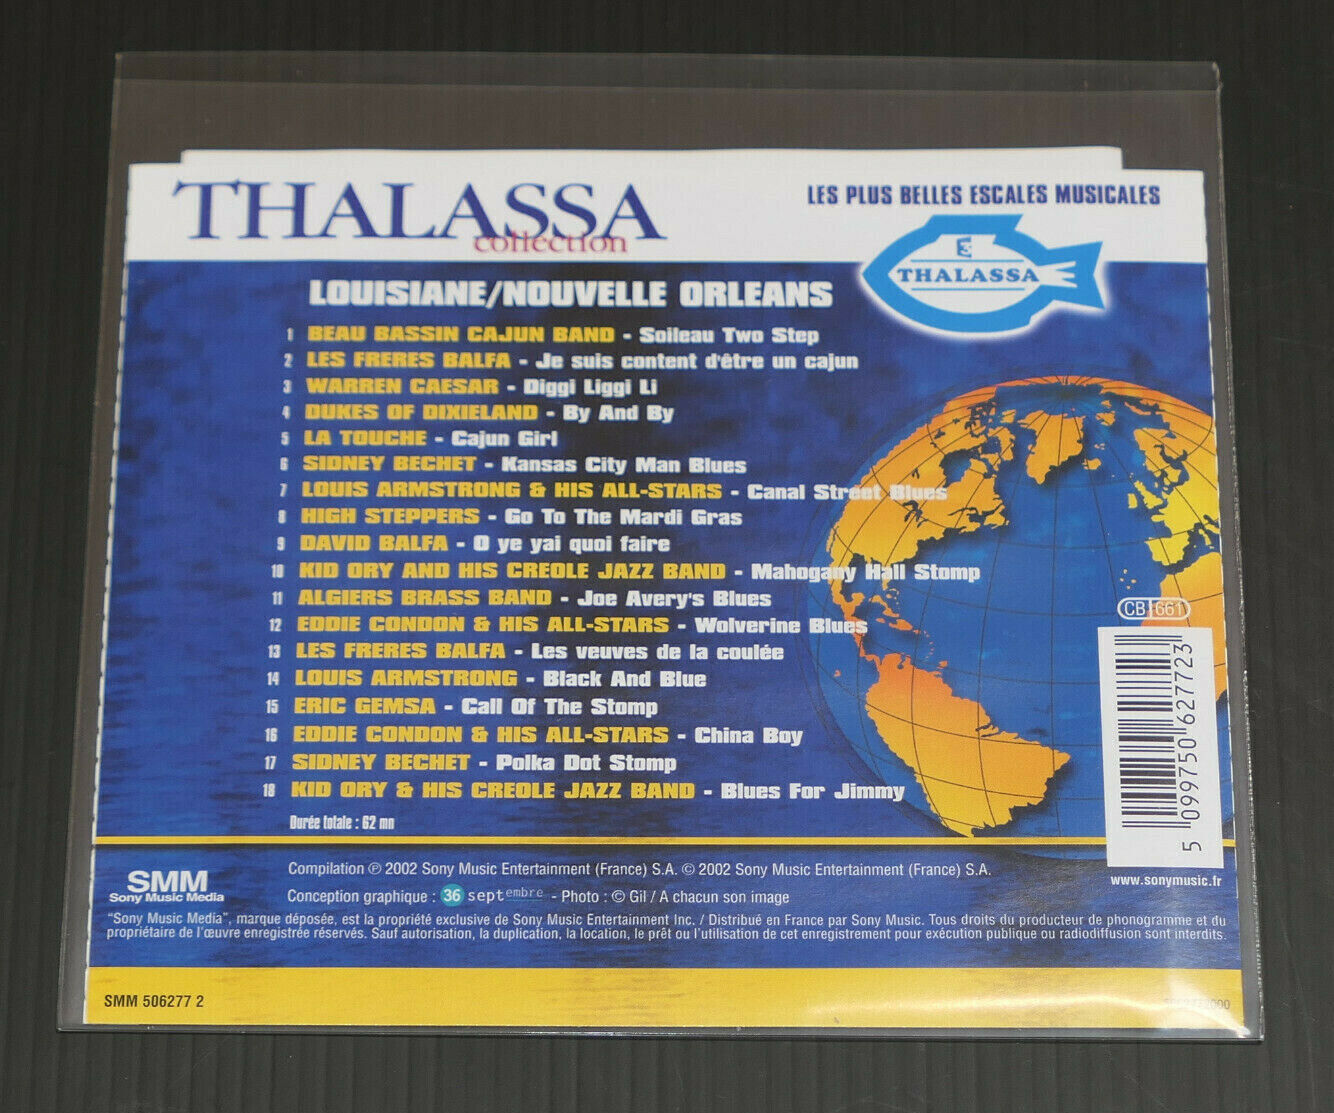 THALASSA
collection
LES PLUS BELLES ESCALES MUSICALES
THALASSA
LOUISIANE/NOUVELLE ORLEANS
1 BEAU BASSIN CAJUN BAND - Soileau Two Step
2 LES FRERES BALFA - Je suis content d'être un cajun
3 WARREN CAESAR - Diggi Liggi Li
4 DUKES OF DIXIELAND - By And By
5 LA TOUCHE - Cajun Girl
6 SIDNEY BECHET - Kansas City Man Blues
7 LOUIS ARMSTRONG & HIS ALL-STARS - Canal Street Blues
8 HIGH STEPPERS - Go To The Mardi Gras
9 DAVID BALFA - O ye yai quoi faire
10 KID ORY AND HIS CREOLE JAZZ BAND - Mahogany Hall Stomp
11 ALGIERS BRASS BAND - Joe Avery's Blues
12 EDDIE CONDON & HIS ALL-STARS - Wolverine Blues
13 LES FRERES BALFA - Les veuves de la coulée
14 LOUIS ARMSTRONG - Black And Blue
15 ERIC GEMSA - Call Of The Stomp
16 EDDIE CONDON & HIS ALL-STARS - China Boy
17 SIDNEY BECHET - Polka Dot Stomp
18 KID ORY & HIS CREOLE JAZZ BAND - Blues For Jimmy
Durée totale : 62 mn
CB 661
5 099750 627723
www.sonymusic.fr
SMM
Sony Music Media
Compilation ℗ 2002 Sony Music Entertainment (France) S.A. © 2002 Sony Music Entertainment (France) S.A.
Conception graphique : 36 septembre - Photo : © Gil / A chacun son image
“Sony Music Media”, marque déposée, est la propriété exclusive de Sony Music Entertainment Inc. / Distribué en France par Sony Music. Tous droits du producteur de phonogramme et du
propriétaire de l'œuvre enregistrée réservés. Sauf autorisation, la duplication, la location, le prêt ou l'utilisation de cet enregistrement pour exécution publique ou radiodiffusion sont interdits.
SMM 506277 2